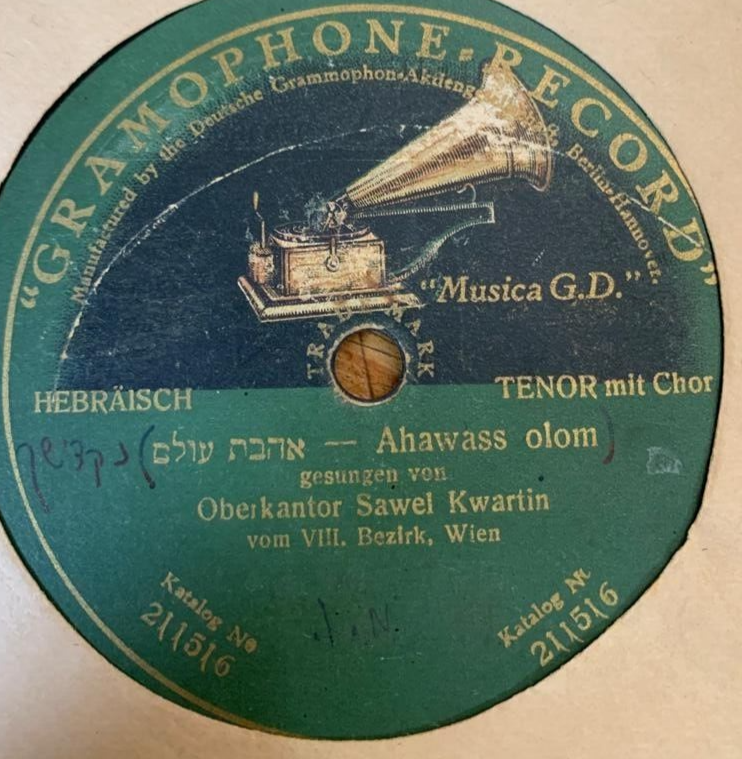 "GRAMOPHONE-RECORD"
Manufactured by the Deutsche Grammophon-Aktiengesellschaft Berlin-Hannover.
"Musica G.D."
TRADE MARK
HEBRÄISCH
TENOR mit Chor
נקדישך (אהבת עולם — Ahawass olom)
gesungen von
Oberkantor Sawel Kwartin
vom VIII. Bezirk, Wien
Katalog No
2||5|6
Katalog No
2||5|6